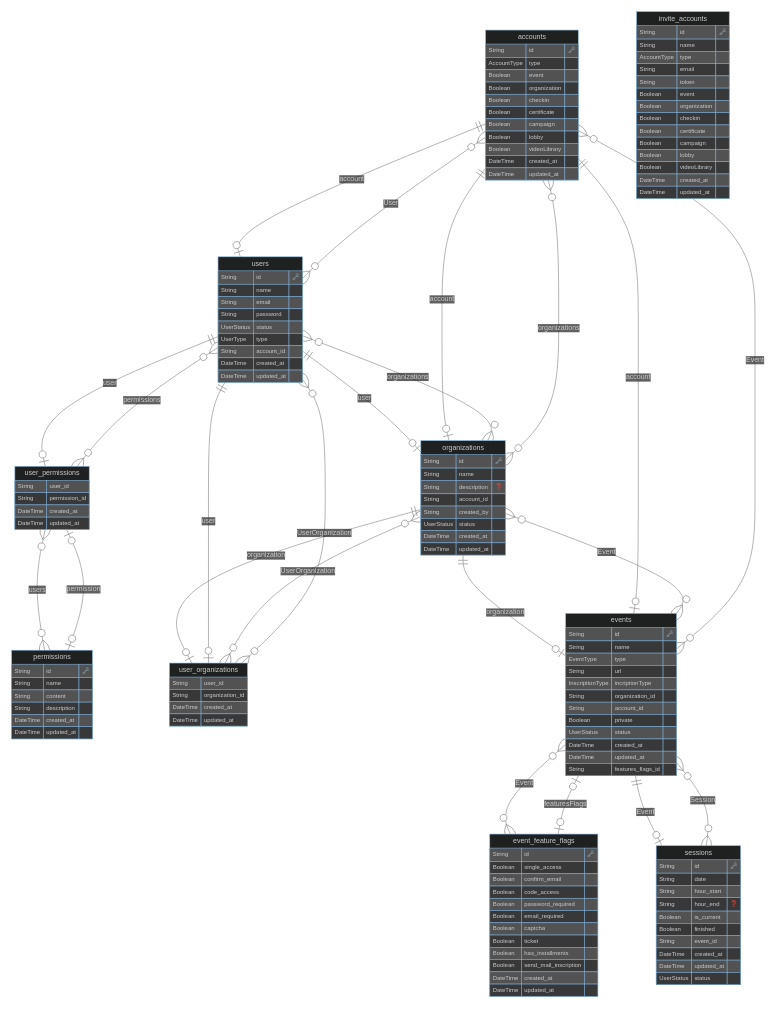 invite_accounts
String id
String name
AccountType type
String email
String token
Boolean event
Boolean organization
Boolean checkin
Boolean certificate
Boolean campaign
Boolean lobby
Boolean videoLibrary
DateTime created_at
DateTime updated_at
accounts
String id
AccountType type
Boolean event
Boolean organization
Boolean checkin
Boolean certificate
Boolean campaign
Boolean lobby
Boolean videoLibrary
DateTime created_at
DateTime updated_at
account
User
users
String id
String name
String email
String password
UserStatus status
UserType type
String account_id
DateTime created_at
DateTime updated_at
account
organizations
account
Event
user
permissions
user
organizations
user_permissions
String user_id
String permission_id
DateTime created_at
DateTime updated_at
organizations
String id
String name
String description
String account_id
String created_by
UserStatus status
DateTime created_at
DateTime updated_at
user
UserOrganization
organization
UserOrganization
Event
users
permission
organization
permissions
String id
String name
String content
String description
DateTime created_at
DateTime updated_at
user_organizations
String user_id
String organization_id
DateTime created_at
DateTime updated_at
events
String id
String name
EventType type
String url
InscriptionType incriptionType
String organization_id
String account_id
Boolean private
UserStatus status
DateTime created_at
DateTime updated_at
String features_flags_id
Event
featuresFlags
Event
Session
event_feature_flags
String id
Boolean single_access
Boolean confirm_email
Boolean code_access
Boolean password_required
Boolean email_required
Boolean captcha
Boolean ticket
Boolean has_installments
Boolean send_mail_inscription
DateTime created_at
DateTime updated_at
sessions
String id
String date
String hour_start
String hour_end
Boolean is_current
Boolean finished
String event_id
DateTime created_at
DateTime updated_at
UserStatus status